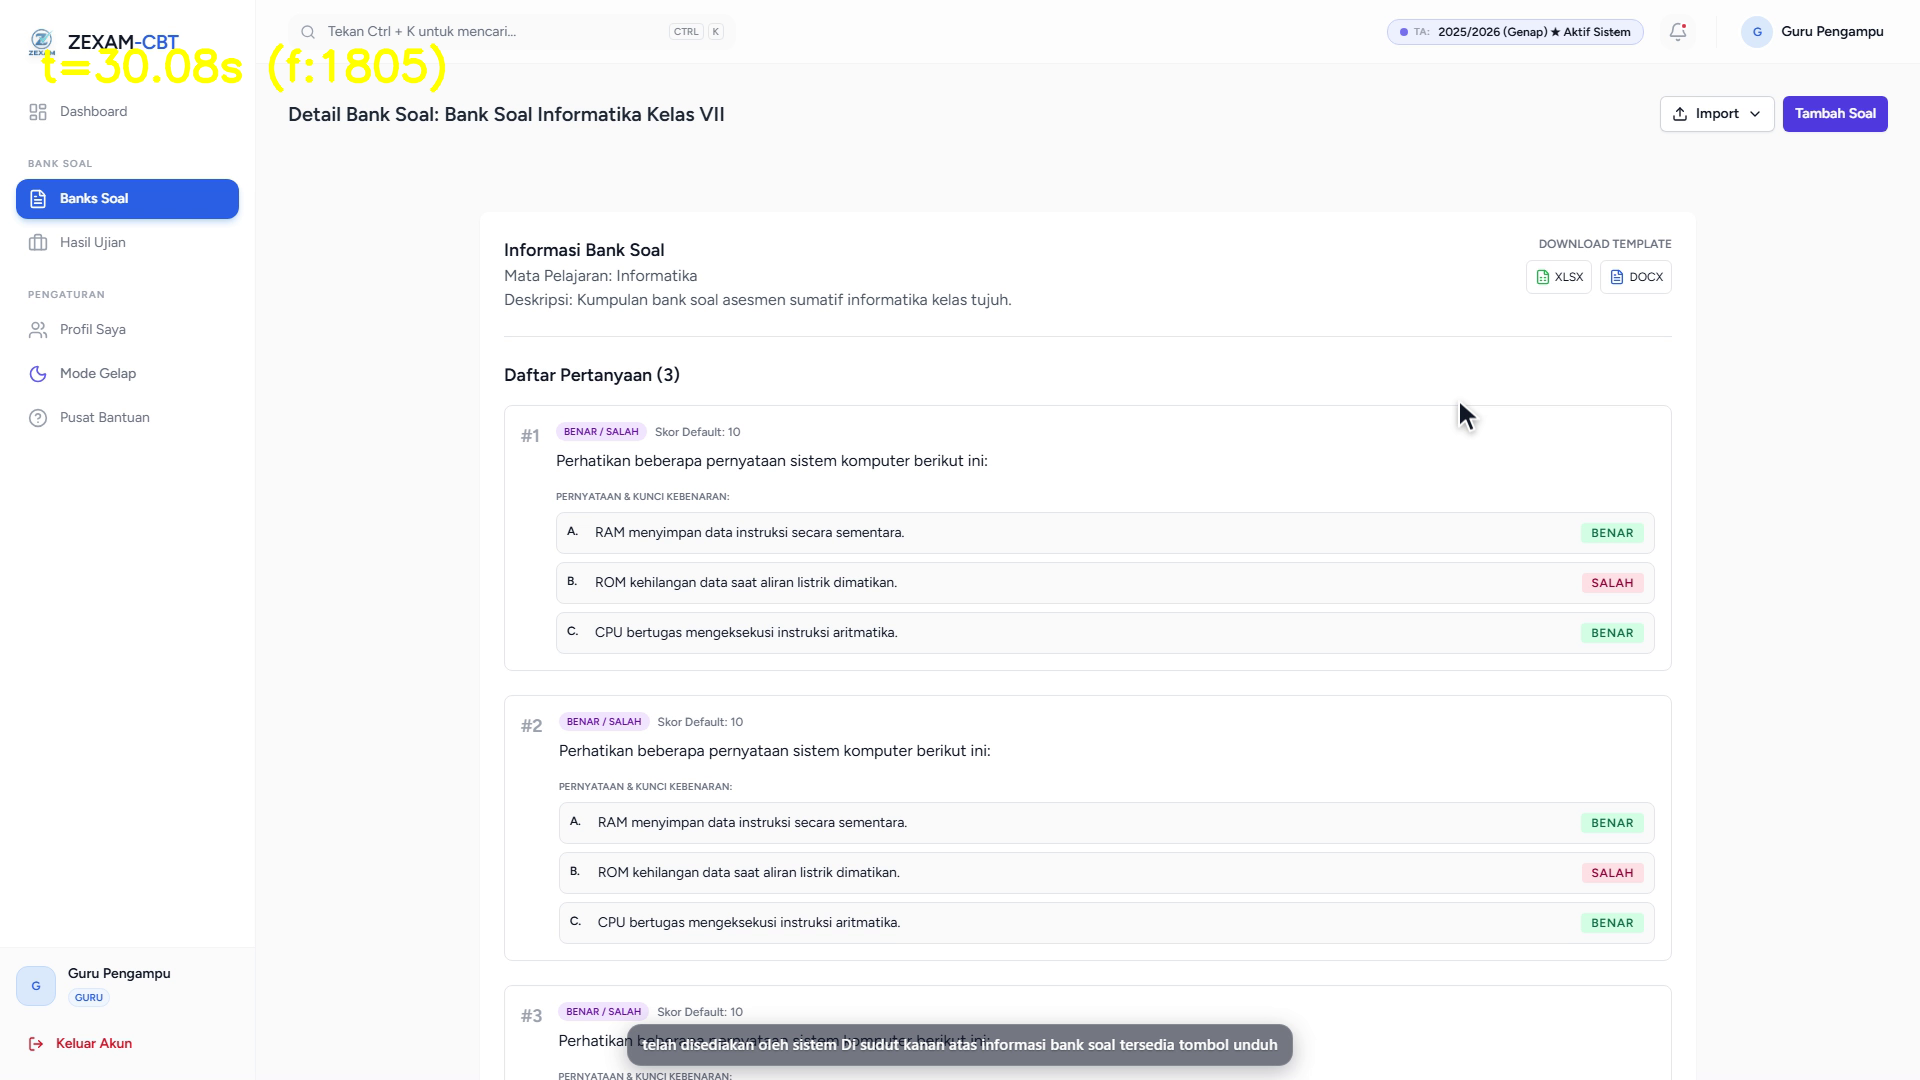 ZEXAM-CBT
ZEXAM
t=30.08s (f:1805)
Tekan Ctrl + K untuk mencari...
CTRL K
TA: 2025/2026 (Genap) ★ Aktif Sistem
G Guru Pengampu
Dashboard
BANK SOAL
Banks Soal
Hasil Ujian
PENGATURAN
Profil Saya
Mode Gelap
Pusat Bantuan
G Guru Pengampu
GURU
Keluar Akun
Detail Bank Soal: Bank Soal Informatika Kelas VII
Import
Tambah Soal
Informasi Bank Soal
Mata Pelajaran: Informatika
Deskripsi: Kumpulan bank soal asesmen sumatif informatika kelas tujuh.
DOWNLOAD TEMPLATE
XLSX DOCX
Daftar Pertanyaan (3)
#1 BENAR / SALAH Skor Default: 10
Perhatikan beberapa pernyataan sistem komputer berikut ini:
PERNYATAAN & KUNCI KEBENARAN:
A. RAM menyimpan data instruksi secara sementara. BENAR
B. ROM kehilangan data saat aliran listrik dimatikan. SALAH
C. CPU bertugas mengeksekusi instruksi aritmatika. BENAR
#2 BENAR / SALAH Skor Default: 10
Perhatikan beberapa pernyataan sistem komputer berikut ini:
PERNYATAAN & KUNCI KEBENARAN:
A. RAM menyimpan data instruksi secara sementara. BENAR
B. ROM kehilangan data saat aliran listrik dimatikan. SALAH
C. CPU bertugas mengeksekusi instruksi aritmatika. BENAR
#3 BENAR / SALAH Skor Default: 10
Perhatikan beberapa pernyataan sistem komputer berikut ini:
telah disediakan oleh sistem Di sudut kanan atas informasi bank soal tersedia tombol unduh
PERNYATAAN & KUNCI KEBENARAN: